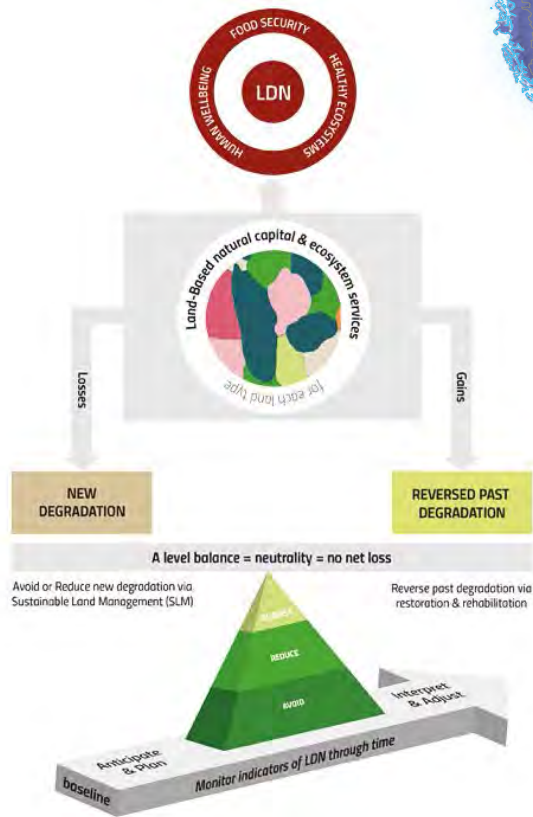 FOOD SECURITY
HUMAN WELLBEING
HEALTHY ECOSYSTEMS
LDN
Land-Based natural capital & ecosystem services
for each land type
Losses
Gains
NEW
DEGRADATION
REVERSED PAST
DEGRADATION
A level balance = neutrality = no net loss
Avoid or Reduce new degradation via
Sustainable Land Management (SLM)
Reverse past degradation via
restoration & rehabilitation
REDUCE
AVOID
Anticipate
& Plan
Interpret
& Adjust
baseline
Monitor indicators of LDN through time